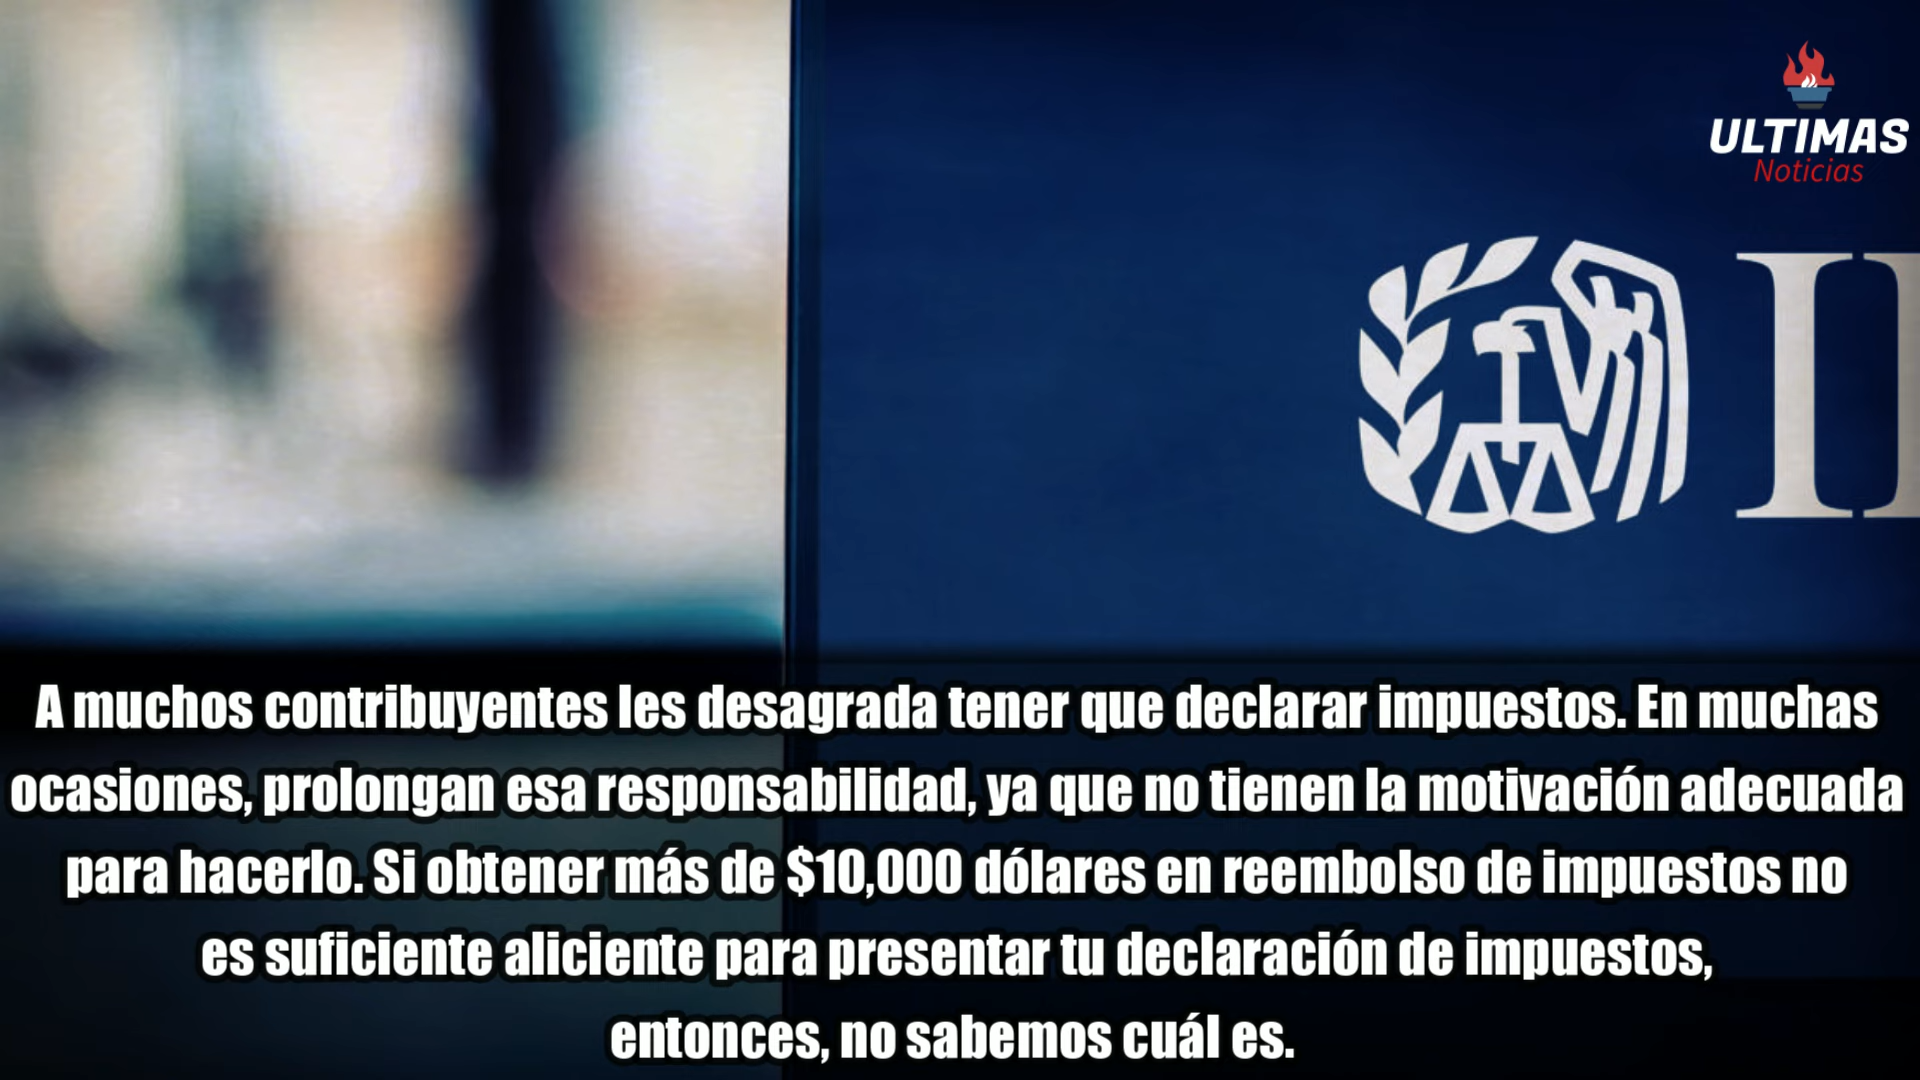 ULTIMAS
Noticias
A muchos contribuyentes les desagrada tener que declarar impuestos. En muchas
ocasiones, prolongan esa responsabilidad, ya que no tienen la motivación adecuada
para hacerlo. Si obtener más de $10,000 dólares en reembolso de impuestos no
es suficiente aliciente para presentar tu declaración de impuestos,
entonces, no sabemos cuál es.